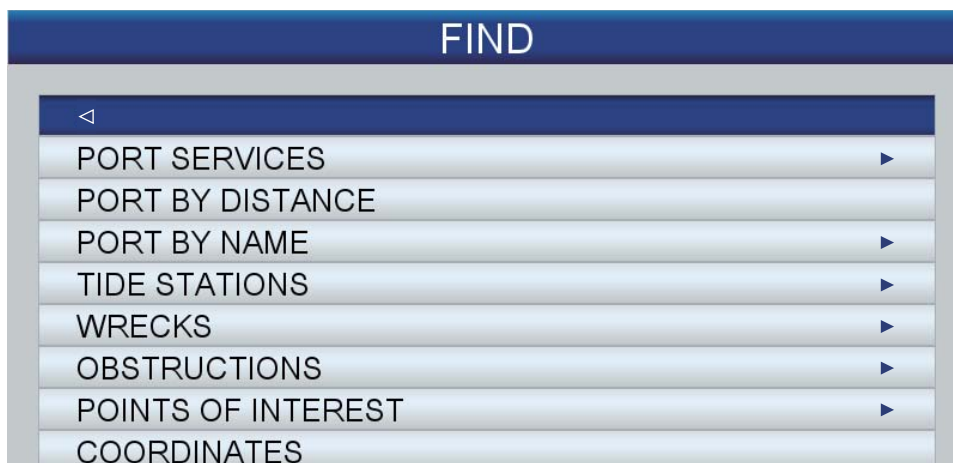 FIND
PORT SERVICES
PORT BY DISTANCE
PORT BY NAME
TIDE STATIONS
WRECKS
OBSTRUCTIONS
POINTS OF INTEREST
COORDINATES